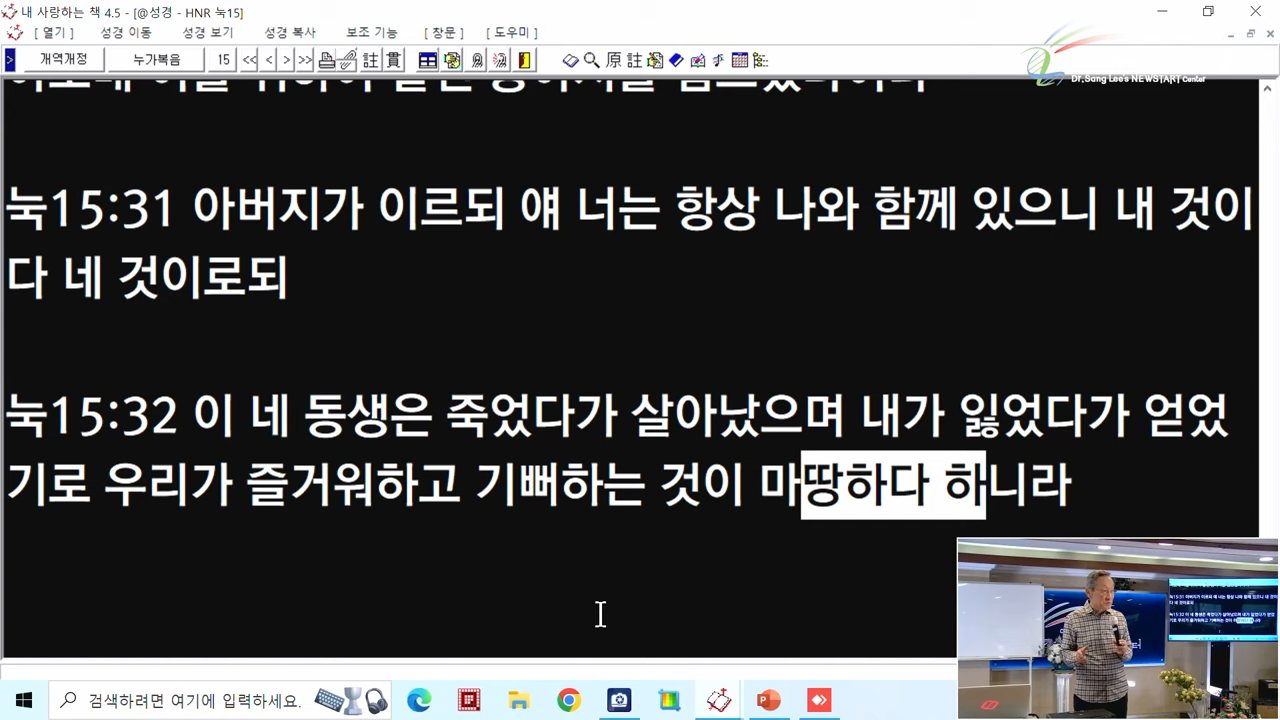 내 사랑하는 책 4.5 - [@성경 - HNR 눅15]
[ 열기 ] 성경 이동 성경 보기 성경 복사 보조 기능 [ 창문 ] [ 도우미 ]
개역개정 누가복음 15 << < > >> 註 貫 原 註
Dr.Sang Lee's NEWSTART Center
눅15:31 아버지가 이르되 얘 너는 항상 나와 함께 있으니 내 것이
다 네 것이로되
눅15:32 이 네 동생은 죽었다가 살아났으며 내가 잃었다가 얻었
기로 우리가 즐거워하고 기뻐하는 것이 마땅하다 하니라
검색하려면 여기에 입력하세요.